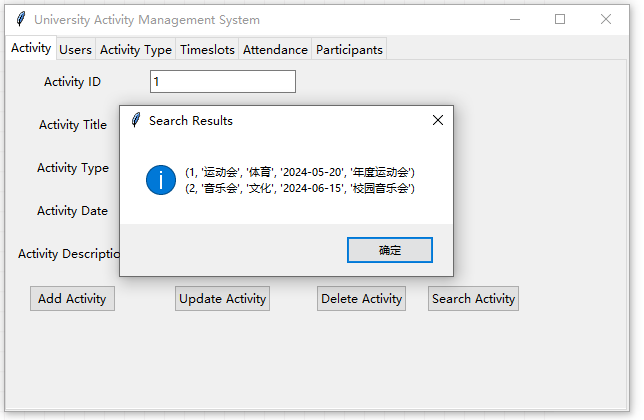 University Activity Management System
Activity Users Activity Type Timeslots Attendance Participants
Activity ID 1
Search Results
Activity Title
(1, '运动会', '体育', '2024-05-20', '年度运动会')
Activity Type
(2, '音乐会', '文化', '2024-06-15', '校园音乐会')
Activity Date
确定
Activity Descriptio
Add Activity Update Activity Delete Activity Search Activity